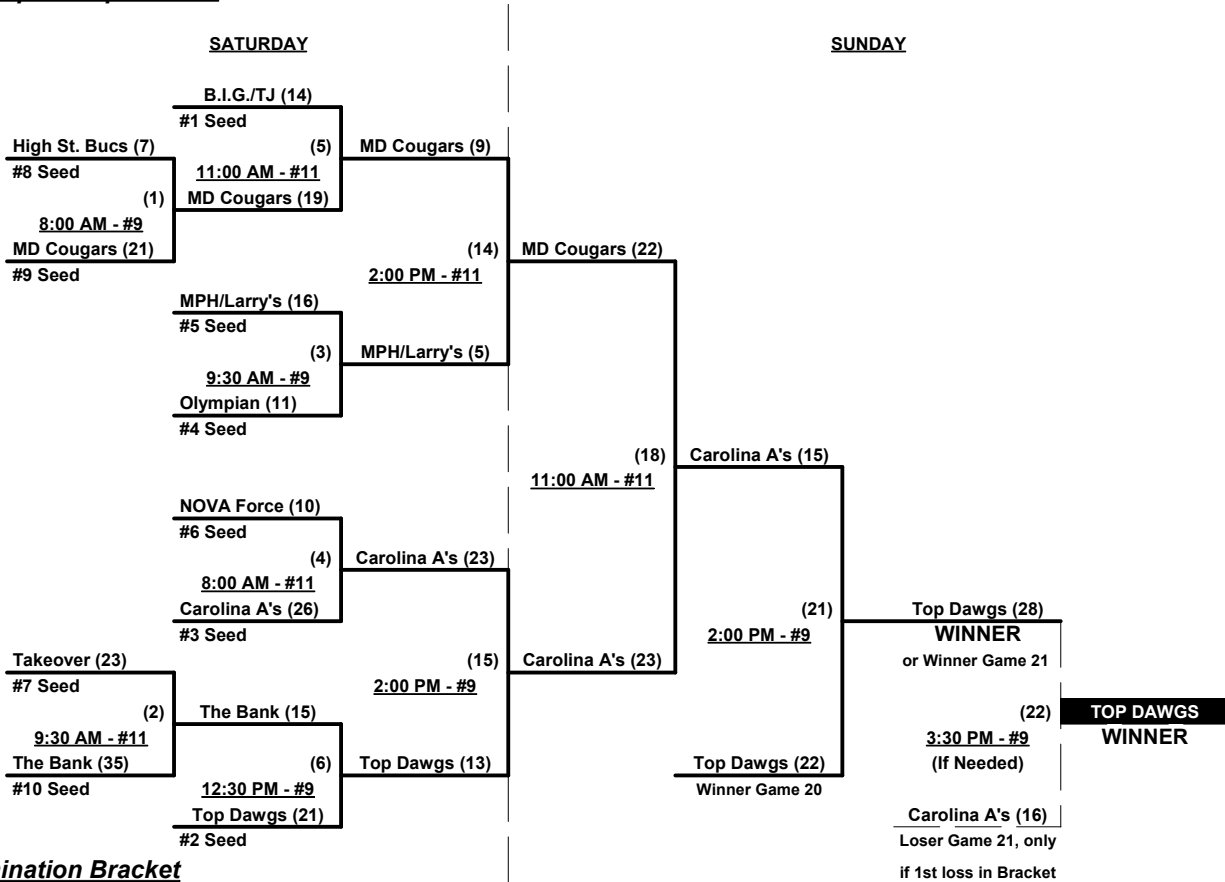 SATURDAY
SUNDAY
B.I.G./TJ (14)
#1 Seed
High St. Bucs (7)
(5)
MD Cougars (9)
#8 Seed
11:00 AM - #11
(1)
MD Cougars (19)
8:00 AM - #9
MD Cougars (21)
(14)
MD Cougars (22)
#9 Seed
2:00 PM - #11
MPH/Larry's (16)
#5 Seed
(3)
MPH/Larry's (5)
9:30 AM - #9
Olympian (11)
#4 Seed
(18)
Carolina A's (15)
11:00 AM - #11
NOVA Force (10)
#6 Seed
(4)
Carolina A's (23)
8:00 AM - #11
Carolina A's (26)
(21)
Top Dawgs (28)
#3 Seed
2:00 PM - #9
WINNER
Takeover (23)
(15)
Carolina A's (23)
or Winner Game 21
#7 Seed
2:00 PM - #9
(2)
The Bank (15)
(22)
TOP DAWGS
9:30 AM - #11
3:30 PM - #9
WINNER
The Bank (35)
(6)
Top Dawgs (13)
Top Dawgs (22)
(If Needed)
#10 Seed
12:30 PM - #9
Winner Game 20
Top Dawgs (21)
Carolina A's (16)
#2 Seed
Loser Game 21, only
ination Bracket
if 1st loss in Bracket